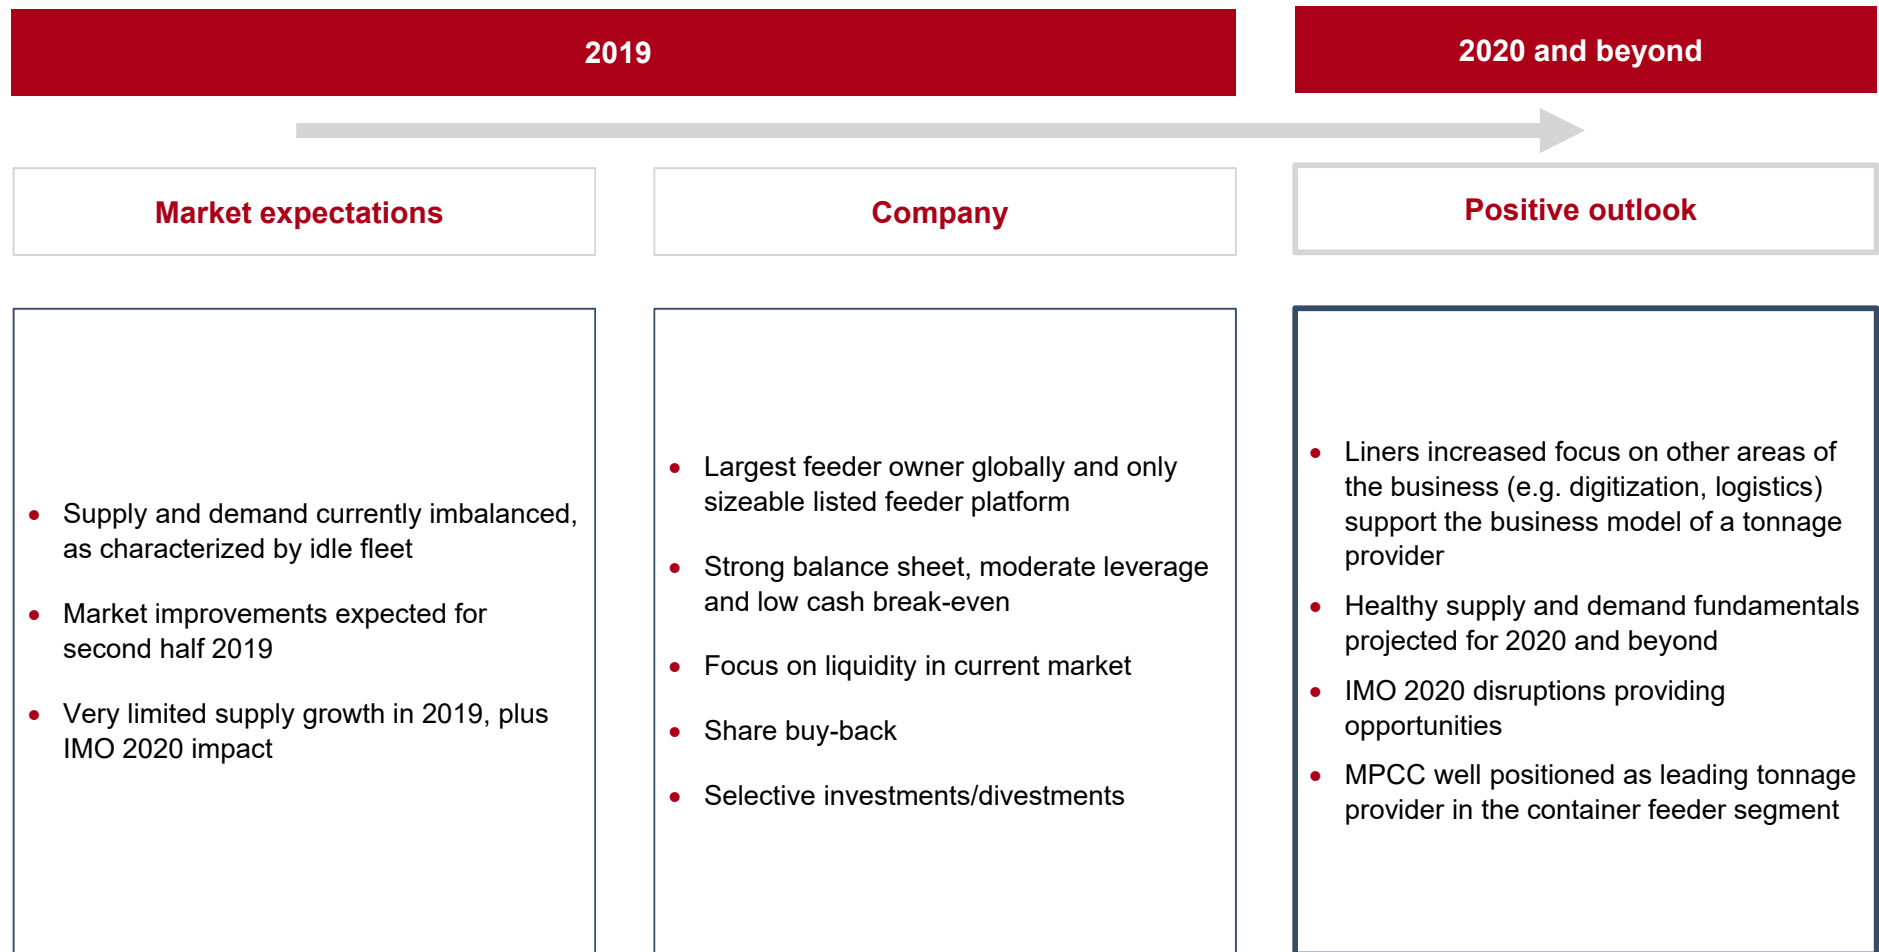 2019
2020 and beyond
Market expectations
Company
Positive outlook
• Supply and demand currently imbalanced,
as characterized by idle fleet
• Market improvements expected for
second half 2019
• Very limited supply growth in 2019, plus
IMO 2020 impact
• Largest feeder owner globally and only
sizeable listed feeder platform
• Strong balance sheet, moderate leverage
and low cash break-even
• Focus on liquidity in current market
• Share buy-back
• Selective investments/divestments
• Liners increased focus on other areas of
the business (e.g. digitization, logistics)
support the business model of a tonnage
provider
• Healthy supply and demand fundamentals
projected for 2020 and beyond
• IMO 2020 disruptions providing
opportunities
• MPCC well positioned as leading tonnage
provider in the container feeder segment